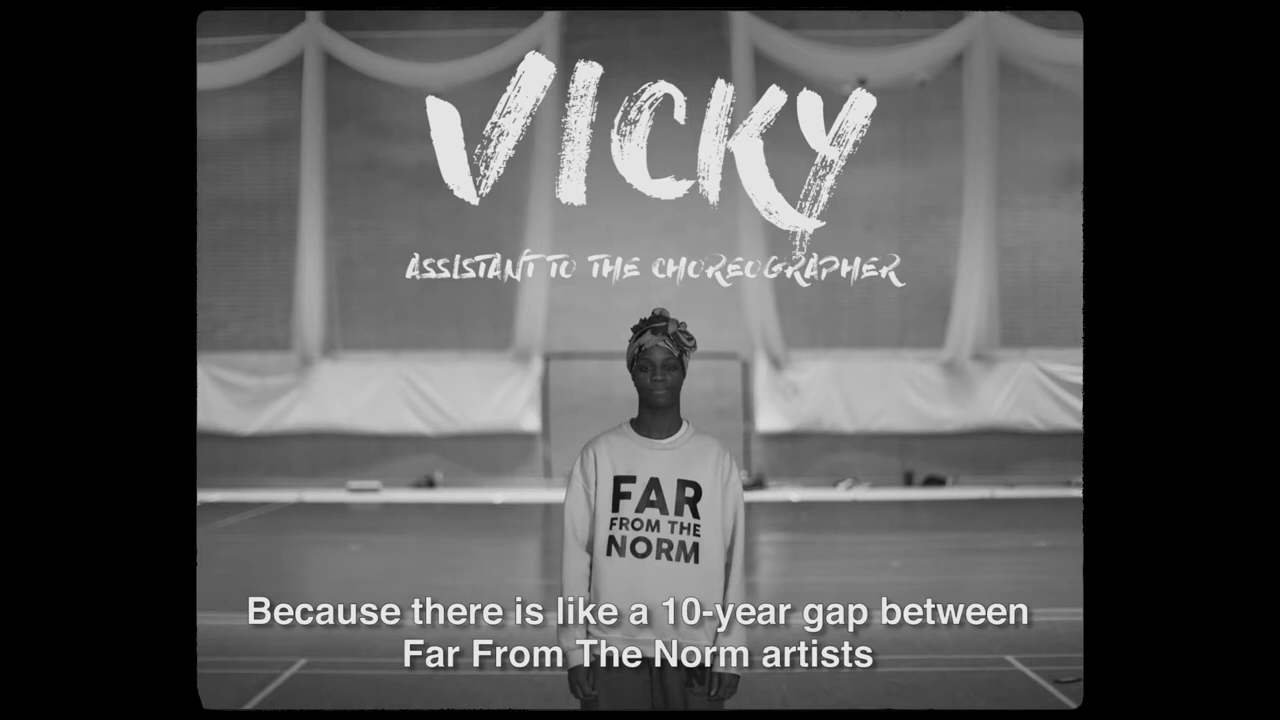 VICKY
ASSISTANT TO THE CHOREOGRAPHER
FAR
FROM THE
NORM
N
Because there is like a 10-year gap between
Far From The Norm artists